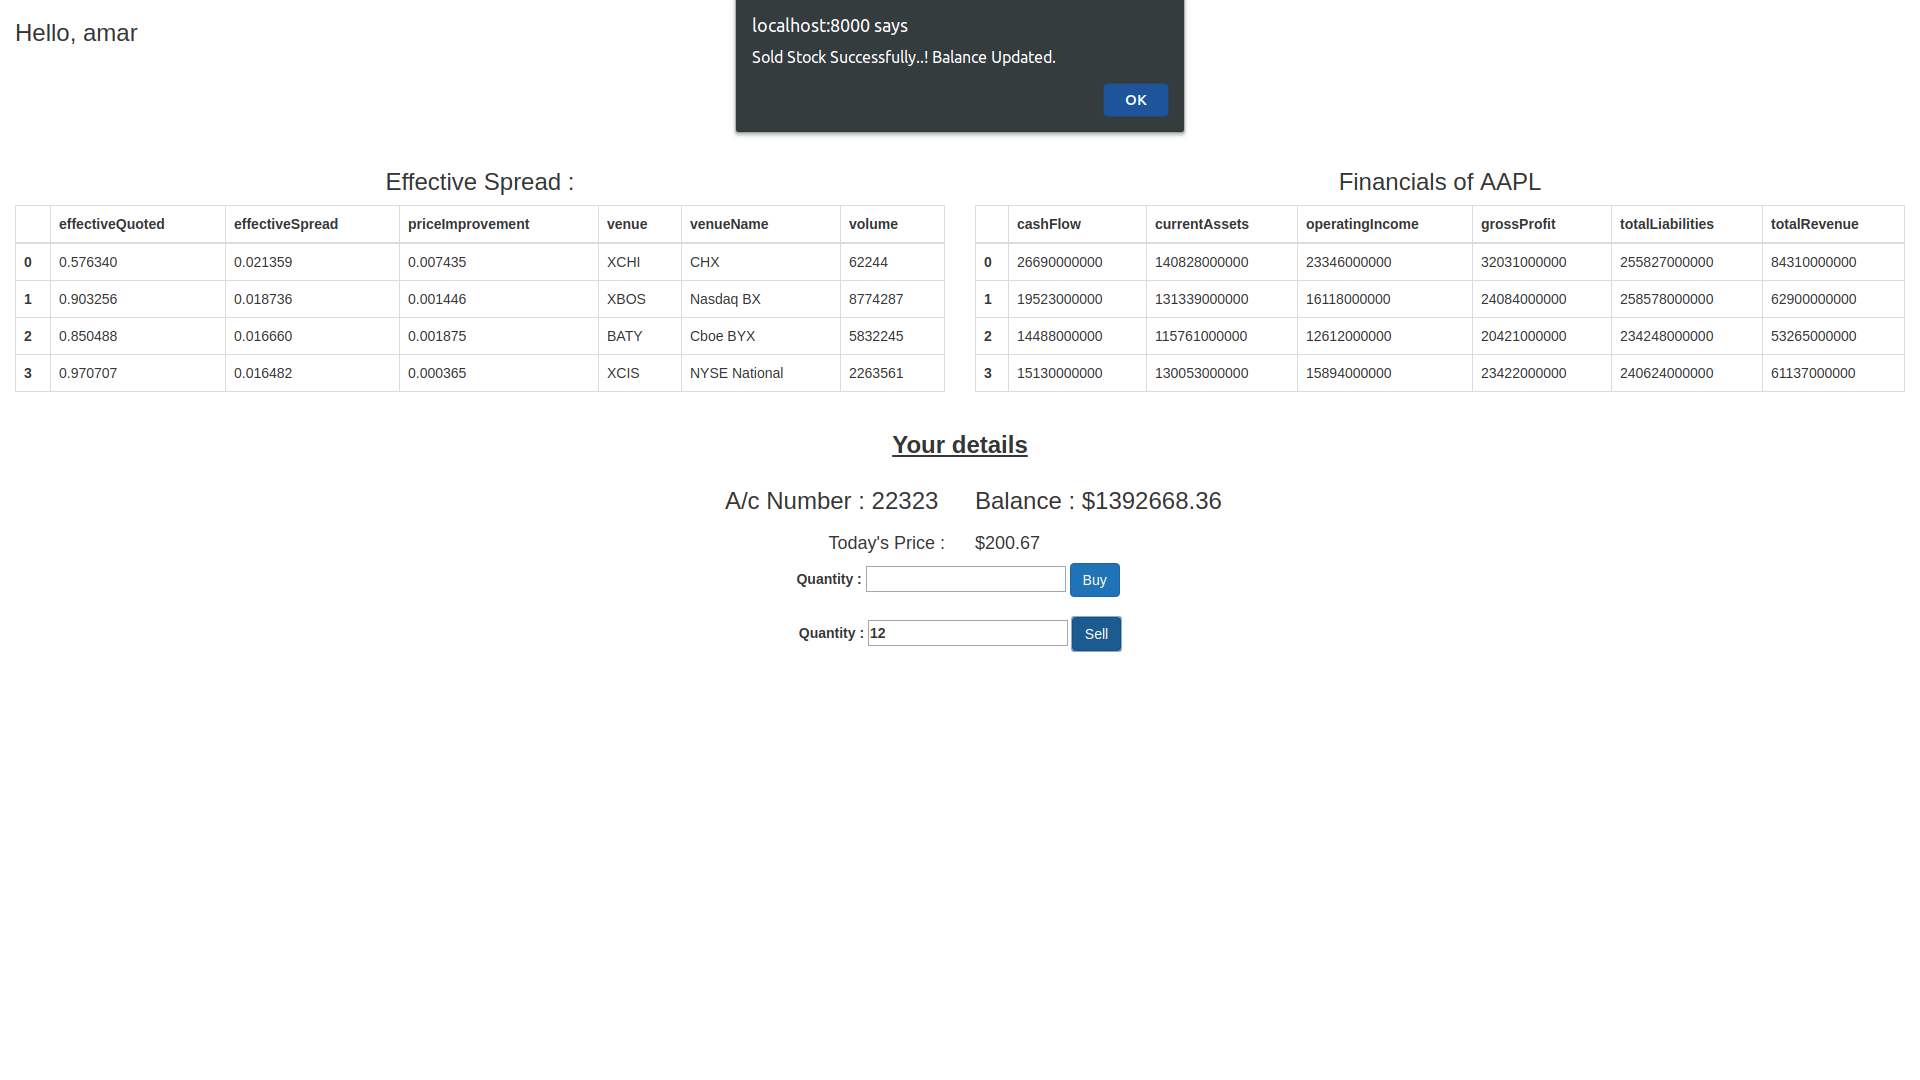 Hello, amar
localhost:8000 says
Sold Stock Successfully..! Balance Updated.
OK
Effective Spread :
effectiveQuoted effectiveSpread priceImprovement venue venueName volume
0 0.576340 0.021359 0.007435 XCHI CHX 62244
1 0.903256 0.018736 0.001446 XBOS Nasdaq BX 8774287
2 0.850488 0.016660 0.001875 BATY Cboe BYX 5832245
3 0.970707 0.016482 0.000365 XCIS NYSE National 2263561
Financials of AAPL
cashFlow currentAssets operatingIncome grossProfit totalLiabilities totalRevenue
0 26690000000 140828000000 23346000000 32031000000 255827000000 84310000000
1 19523000000 131339000000 16118000000 24084000000 258578000000 62900000000
2 14488000000 115761000000 12612000000 20421000000 234248000000 53265000000
3 15130000000 130053000000 15894000000 23422000000 240624000000 61137000000
Your details
A/c Number : 22323 Balance : $1392668.36
Today's Price : $200.67
Quantity : Buy
Quantity : 12 Sell